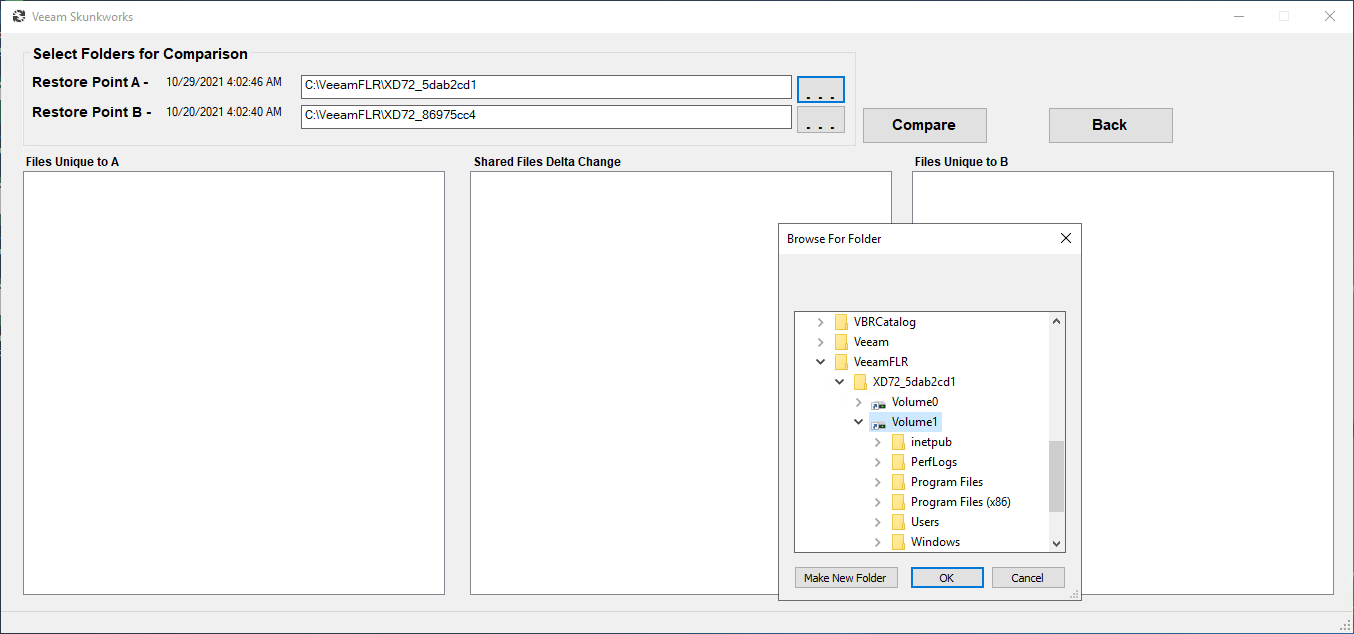 Veeam Skunkworks
Select Folders for Comparison
Restore Point A - 10/29/2021 4:02:46 AM C:\VeeamFLR\XD72_5dab2cd1 . . .
Restore Point B - 10/20/2021 4:02:40 AM C:\VeeamFLR\XD72_86975cc4 . . .
Compare Back
Files Unique to A Shared Files Delta Change Files Unique to B
Browse For Folder
VBRCatalog
Veeam
VeeamFLR
XD72_5dab2cd1
Volume0
Volume1
inetpub
PerfLogs
Program Files
Program Files (x86)
Users
Windows
Make New Folder OK Cancel